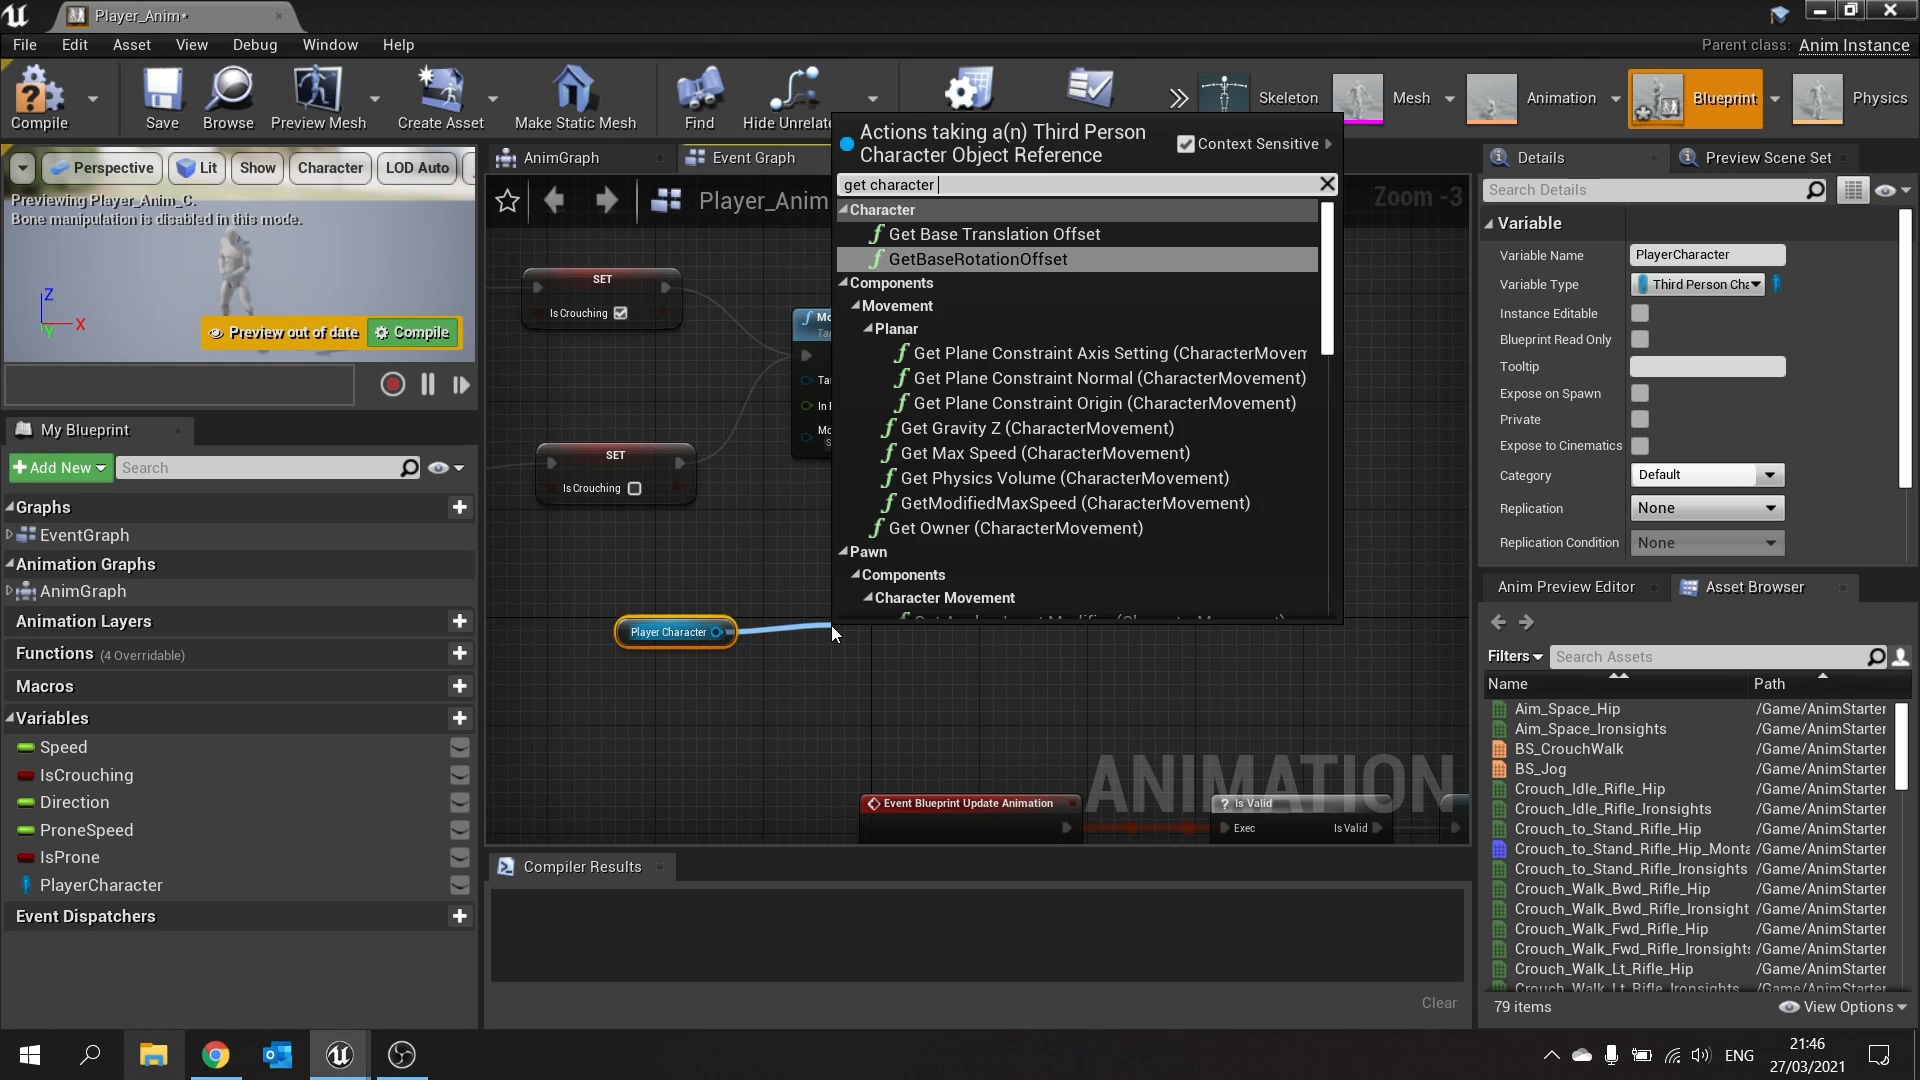 Player_Anim*
File Edit Asset View Debug Window Help
Parent class: Anim Instance
Compile Save Browse Preview Mesh Create Asset Make Static Mesh Find Hide Unrelate
Skeleton Mesh Animation Blueprint Physics
Perspective Lit Show Character LOD Auto
Previewing Player_Anim_C.
Bone manipulation is disabled in this mode.
Z
X
Y
Preview out of date Compile
My Blueprint
Add New Search
Graphs
EventGraph
Animation Graphs
AnimGraph
Animation Layers
Functions (4 Overridable)
Macros
Variables
Speed
IsCrouching
Direction
ProneSpeed
IsProne
PlayerCharacter
Event Dispatchers
AnimGraph Event Graph
Player_Anim
Zoom -3
SET
Is Crouching
SET
Is Crouching
Player Character
Actions taking a(n) Third Person
Character Object Reference
Context Sensitive
get character
Character
Get Base Translation Offset
GetBaseRotationOffset
Components
Movement
Planar
Get Plane Constraint Axis Setting (CharacterMovem
Get Plane Constraint Normal (CharacterMovement)
Get Plane Constraint Origin (CharacterMovement)
Get Gravity Z (CharacterMovement)
Get Max Speed (CharacterMovement)
Get Physics Volume (CharacterMovement)
GetModifiedMaxSpeed (CharacterMovement)
Get Owner (CharacterMovement)
Pawn
Components
Character Movement
ANIMATION
Event Blueprint Update Animation
? Is Valid
Exec Is Valid
Compiler Results
Clear
Details Preview Scene Set
Search Details
Variable
Variable Name PlayerCharacter
Variable Type Third Person Cha
Instance Editable
Blueprint Read Only
Tooltip
Expose on Spawn
Private
Expose to Cinematics
Category Default
Replication None
Replication Condition None
Anim Preview Editor Asset Browser
Filters Search Assets
Name Path
Aim_Space_Hip /Game/AnimStarter
Aim_Space_Ironsights /Game/AnimStarter
BS_CrouchWalk /Game/AnimStarter
BS_Jog /Game/AnimStarter
Crouch_Idle_Rifle_Hip /Game/AnimStarter
Crouch_Idle_Rifle_Ironsights /Game/AnimStarter
Crouch_to_Stand_Rifle_Hip /Game/AnimStarter
Crouch_to_Stand_Rifle_Hip_Monta /Game/AnimStarter
Crouch_to_Stand_Rifle_Ironsights /Game/AnimStarter
Crouch_Walk_Bwd_Rifle_Hip /Game/AnimStarter
Crouch_Walk_Bwd_Rifle_Ironsight /Game/AnimStarter
Crouch_Walk_Fwd_Rifle_Hip /Game/AnimStarter
Crouch_Walk_Fwd_Rifle_Ironsights /Game/AnimStarter
Crouch_Walk_Lt_Rifle_Hip /Game/AnimStarter
Crouch_Walk_Lt_Rifle_Ironsights /Game/AnimStarter
79 items View Options
ENG
21:46
27/03/2021